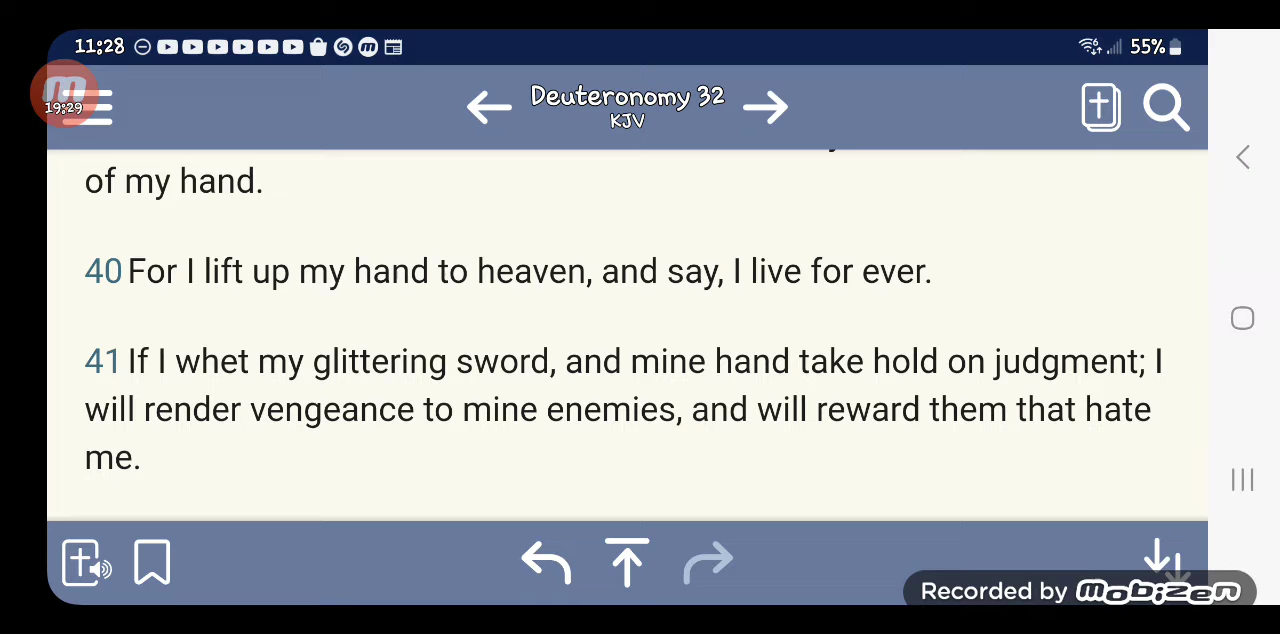 11:28 55%
19:29
Deuteronomy 32
KJV
of my hand.
40 For I lift up my hand to heaven, and say, I live for ever.
41 If I whet my glittering sword, and mine hand take hold on judgment; I
will render vengeance to mine enemies, and will reward them that hate
me.
Recorded by mobizen